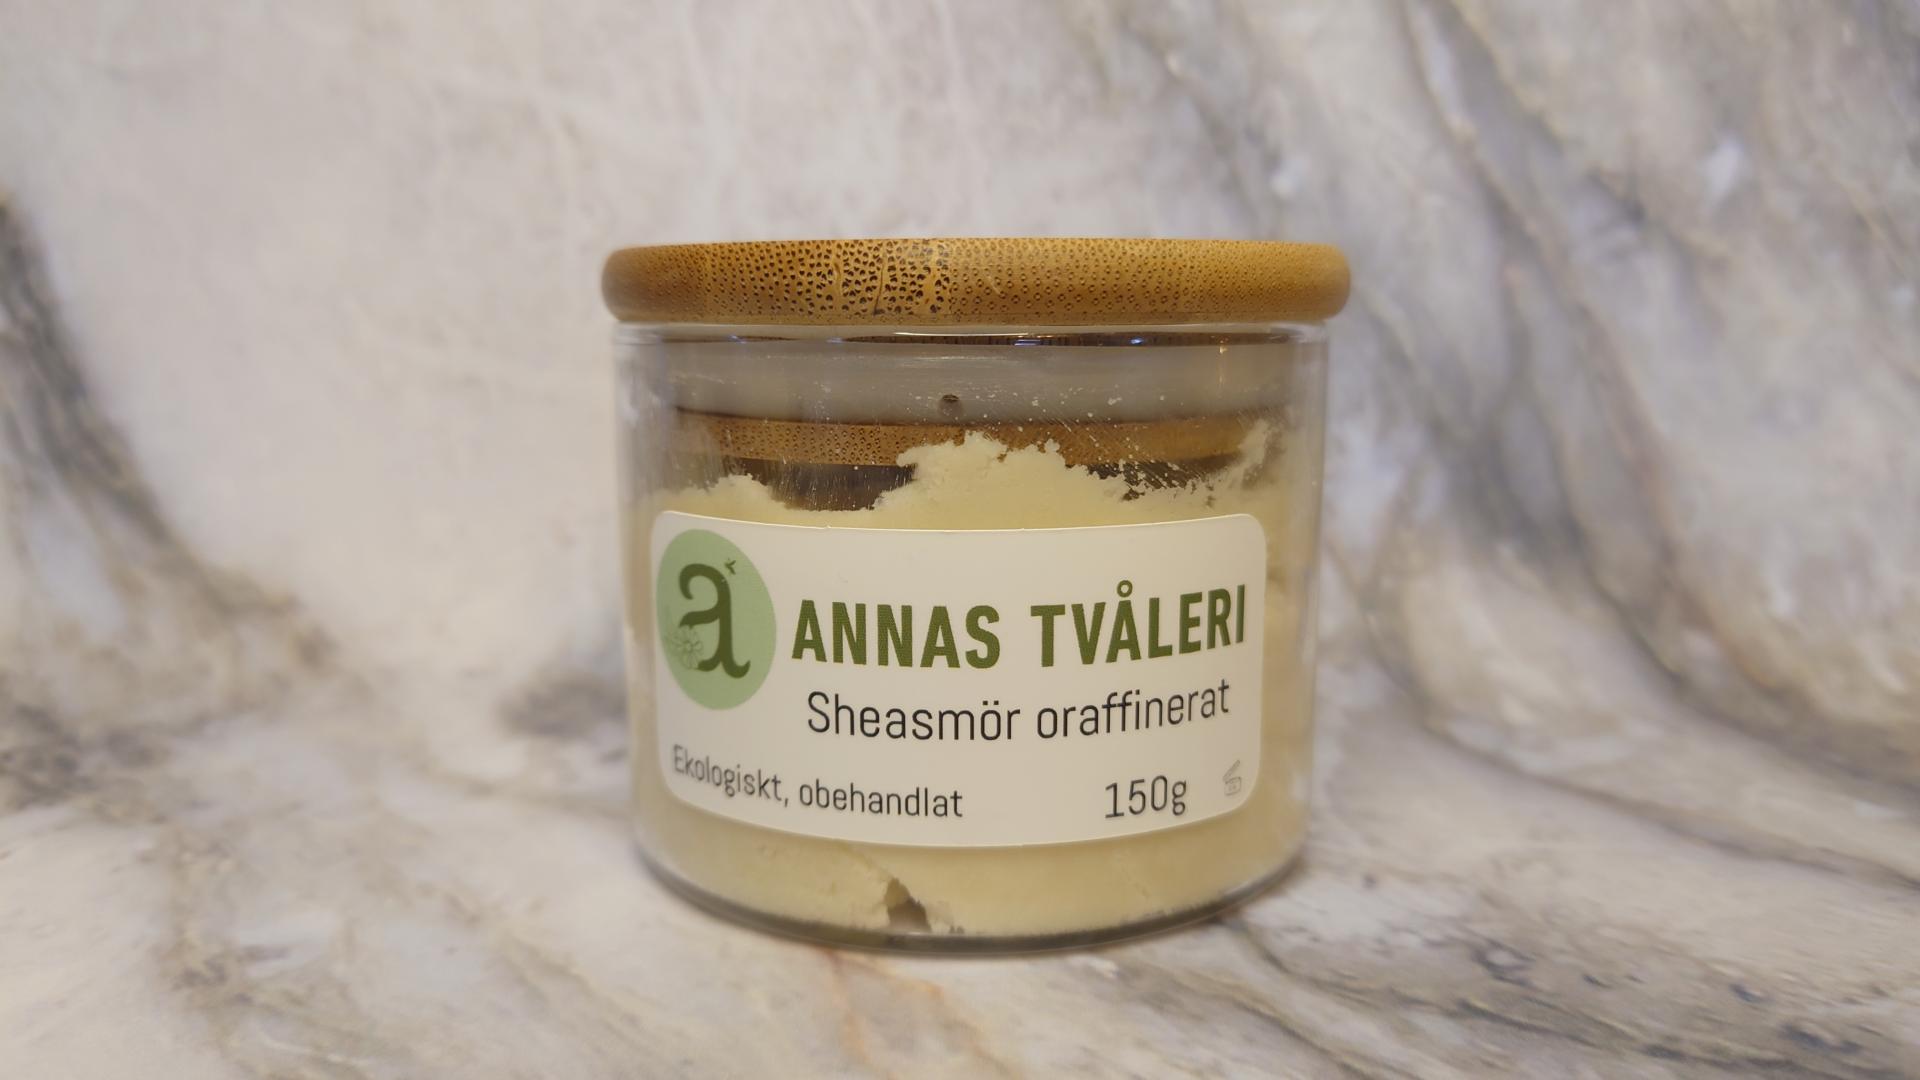 a
ANNAS TVÅLERI
Sheasmör oraffinerat
Ekologiskt, obehandlat
150g